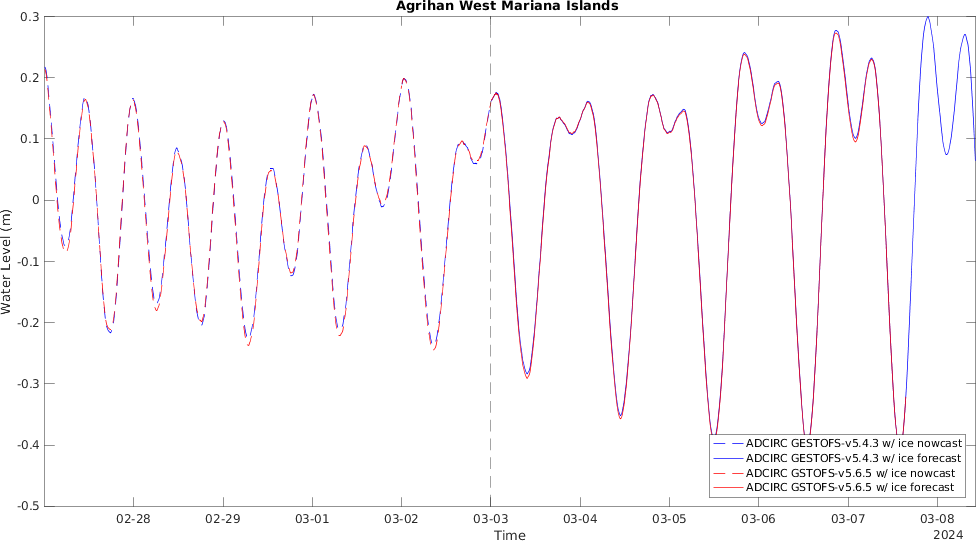 Agrihan West Mariana Islands
0.3
0.2
0.1
0
-0.1
-0.2
-0.3
-0.4
-0.5
Water Level (m)
ADCIRC GESTOFS-v5.4.3 w/ ice nowcast
ADCIRC GESTOFS-v5.4.3 w/ ice forecast
ADCIRC GSTOFS-v5.6.5 w/ ice nowcast
ADCIRC GSTOFS-v5.6.5 w/ ice forecast
02-28 02-29 03-01 03-02 03-03 03-04 03-05 03-06 03-07 03-08
Time 2024